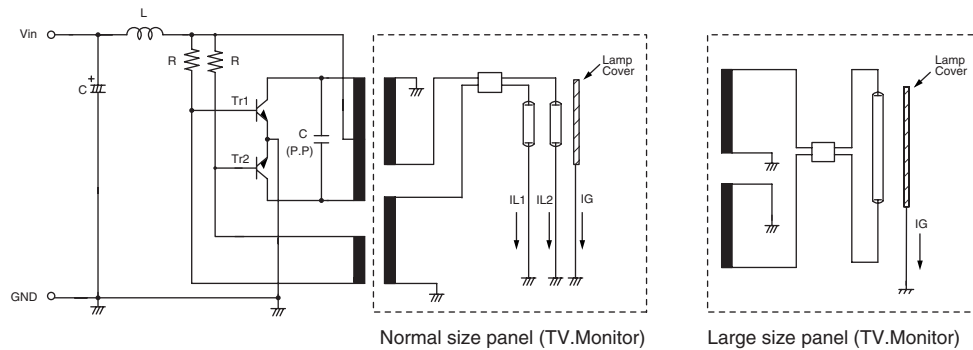 L
Vin
R
R
+
C
Tr1
C
(P.P)
Tr2
GND
Lamp
Cover
IL1
IL2
IG
Normal size panel (TV.Monitor)
Lamp
Cover
IG
Large size panel (TV.Monitor)